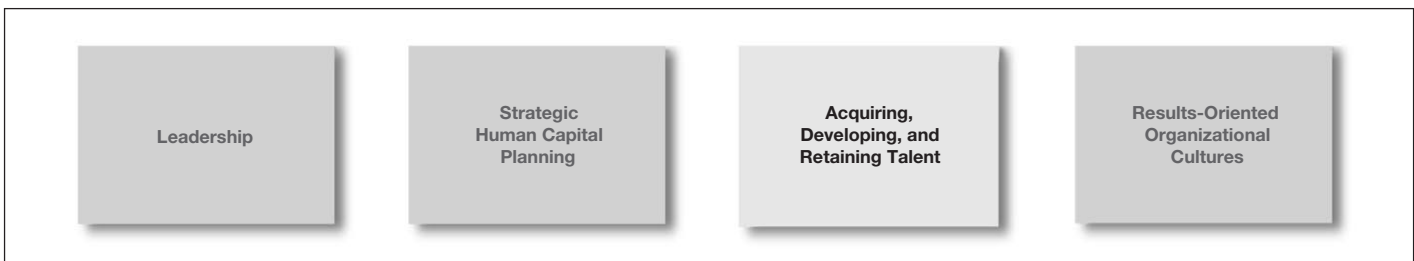 Leadership
Strategic
Human Capital
Planning
Acquiring,
Developing, and
Retaining Talent
Results-Oriented
Organizational
Cultures